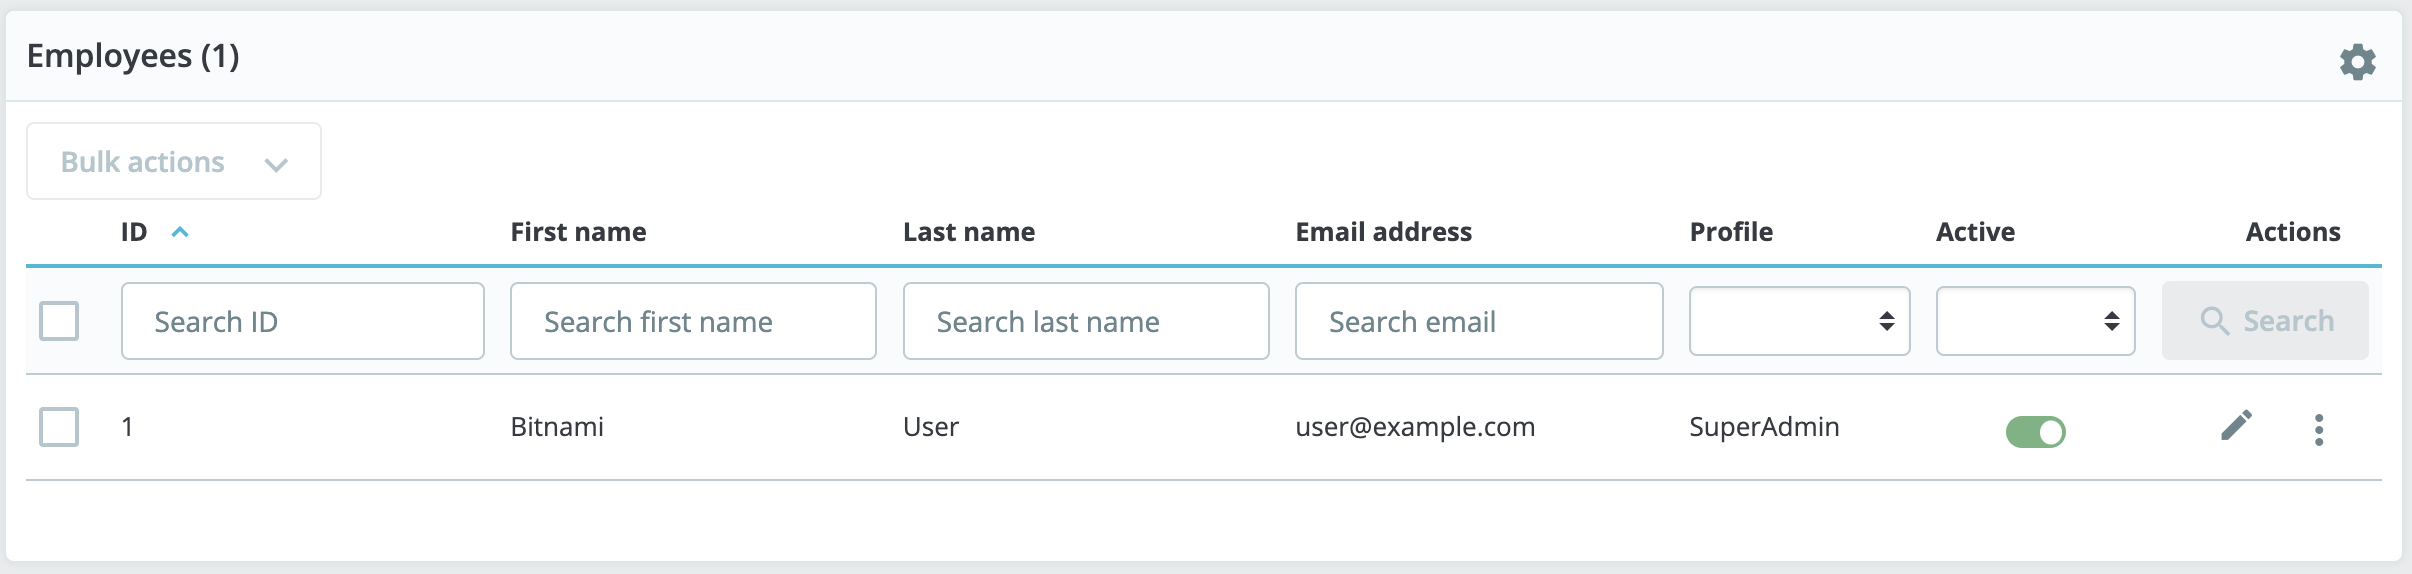 Employees (1)
Bulk actions
ID First name Last name Email address Profile Active Actions
Search ID Search first name Search last name Search email Search
1 Bitnami User user@example.com SuperAdmin